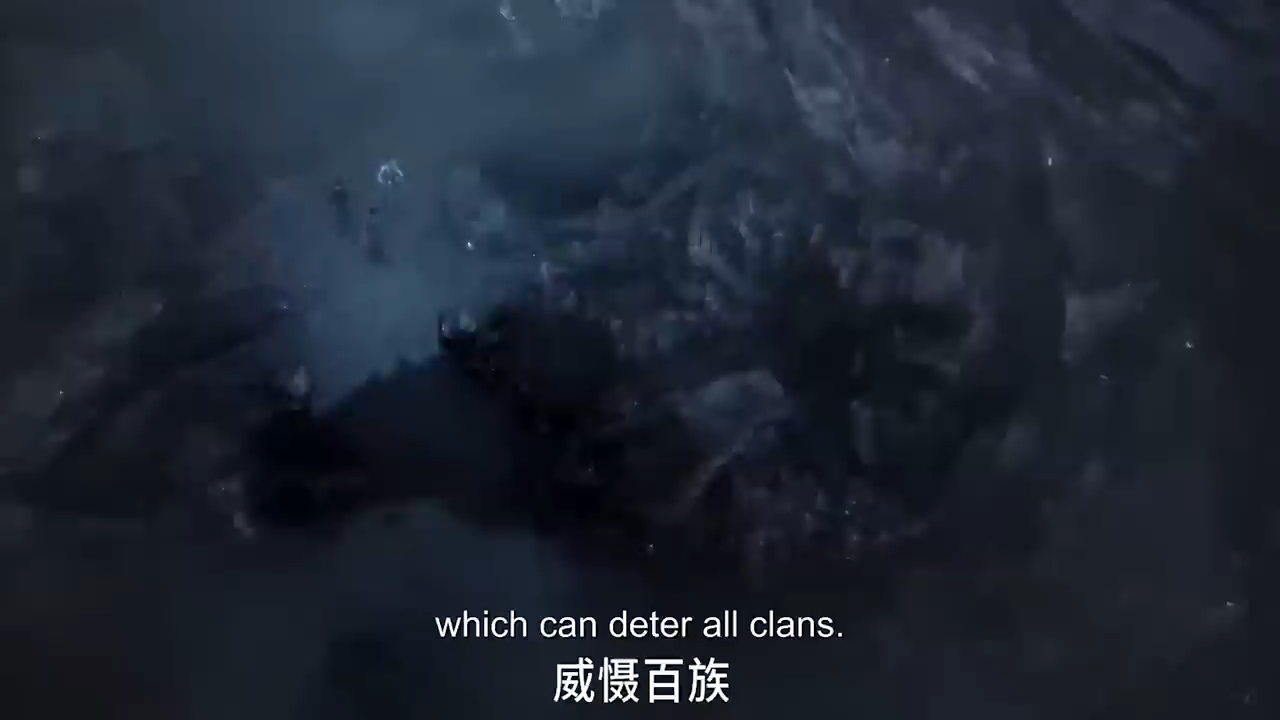 which can deter all clans.
威慑百族